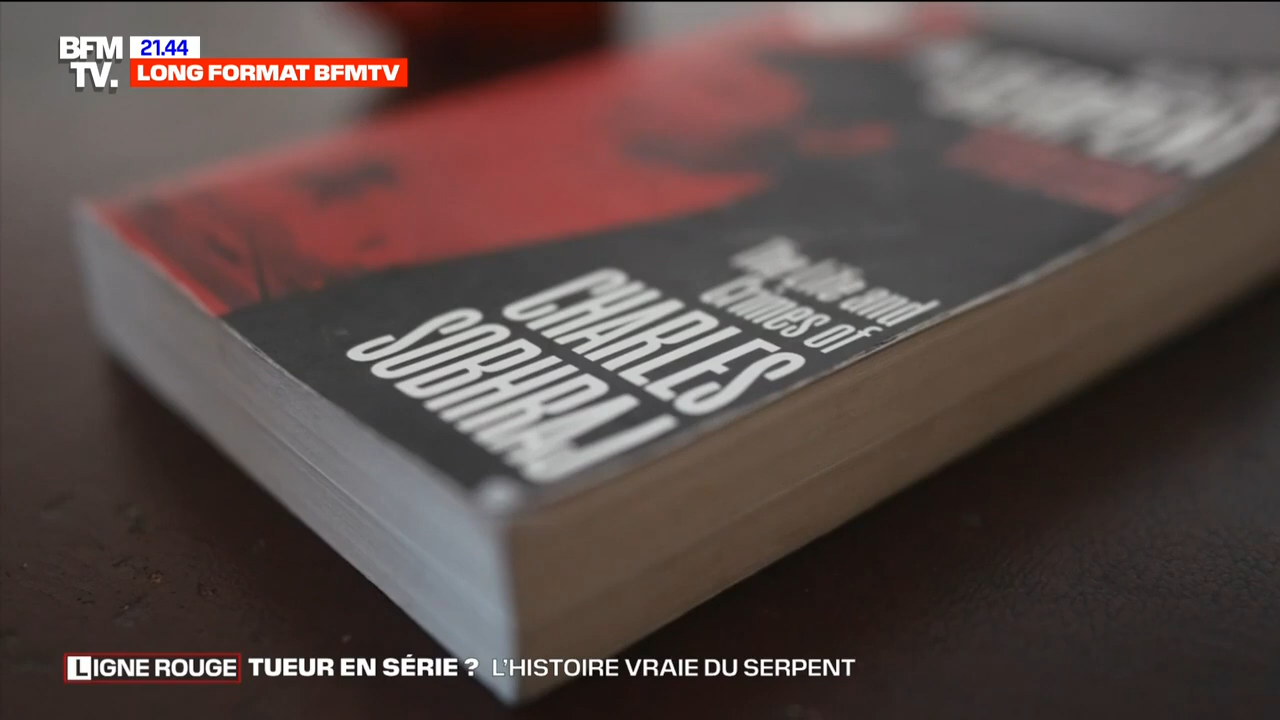 BFM
TV.
21.44
LONG FORMAT BFMTV
The Life and
Crimes of
CHARLES
SOBHRAJ
LIGNE ROUGE TUEUR EN SÉRIE ? L'HISTOIRE VRAIE DU SERPENT